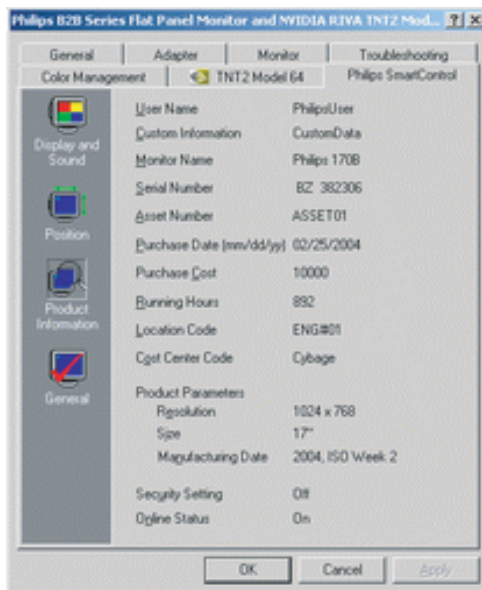 Philips B2B Series Flat Panel Monitor and NVIDIA RIVA TNT2 Mod... ? X
General Adapter Monitor Troubleshooting
Color Management TNT2 Model 64 Philips SmartControl
Display and Sound
Position
Product Information
General
User Name PhilipsUser
Custom Information CustomData
Monitor Name Philips 170B
Serial Number BZ 382306
Asset Number ASSET01
Purchase Date (mm/dd/yy) 02/25/2004
Purchase Cost 10000
Running Hours 892
Location Code ENG#01
Cost Center Code Cybage
Product Parameters
Resolution 1024 x 768
Size 17"
Manufacturing Date 2004, ISO Week 2
Security Setting Off
Online Status On
OK Cancel Apply